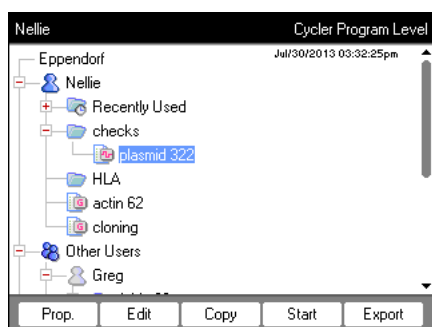 Nellie Cycler Program Level
Jul/30/2013 03:32:25pm
Eppendorf
Nellie
Recently Used
checks
plasmid 322
HLA
actin 62
cloning
Other Users
Greg
Prop. Edit Copy Start Export